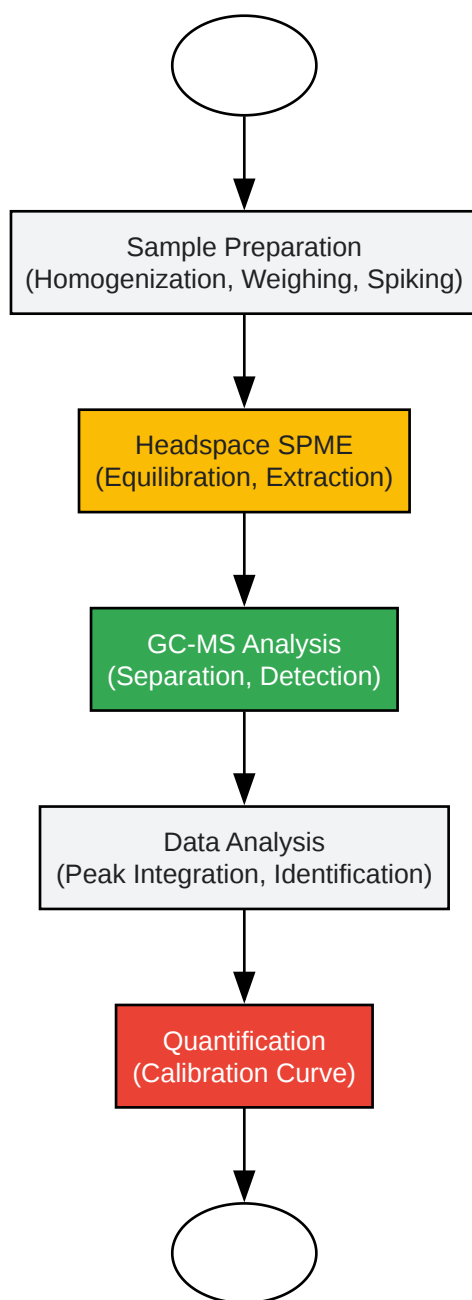 Sample Preparation
(Homogenization, Weighing, Spiking)
Headspace SPME
(Equilibration, Extraction)
GC-MS Analysis
(Separation, Detection)
Data Analysis
(Peak Integration, Identification)
Quantification
(Calibration Curve)